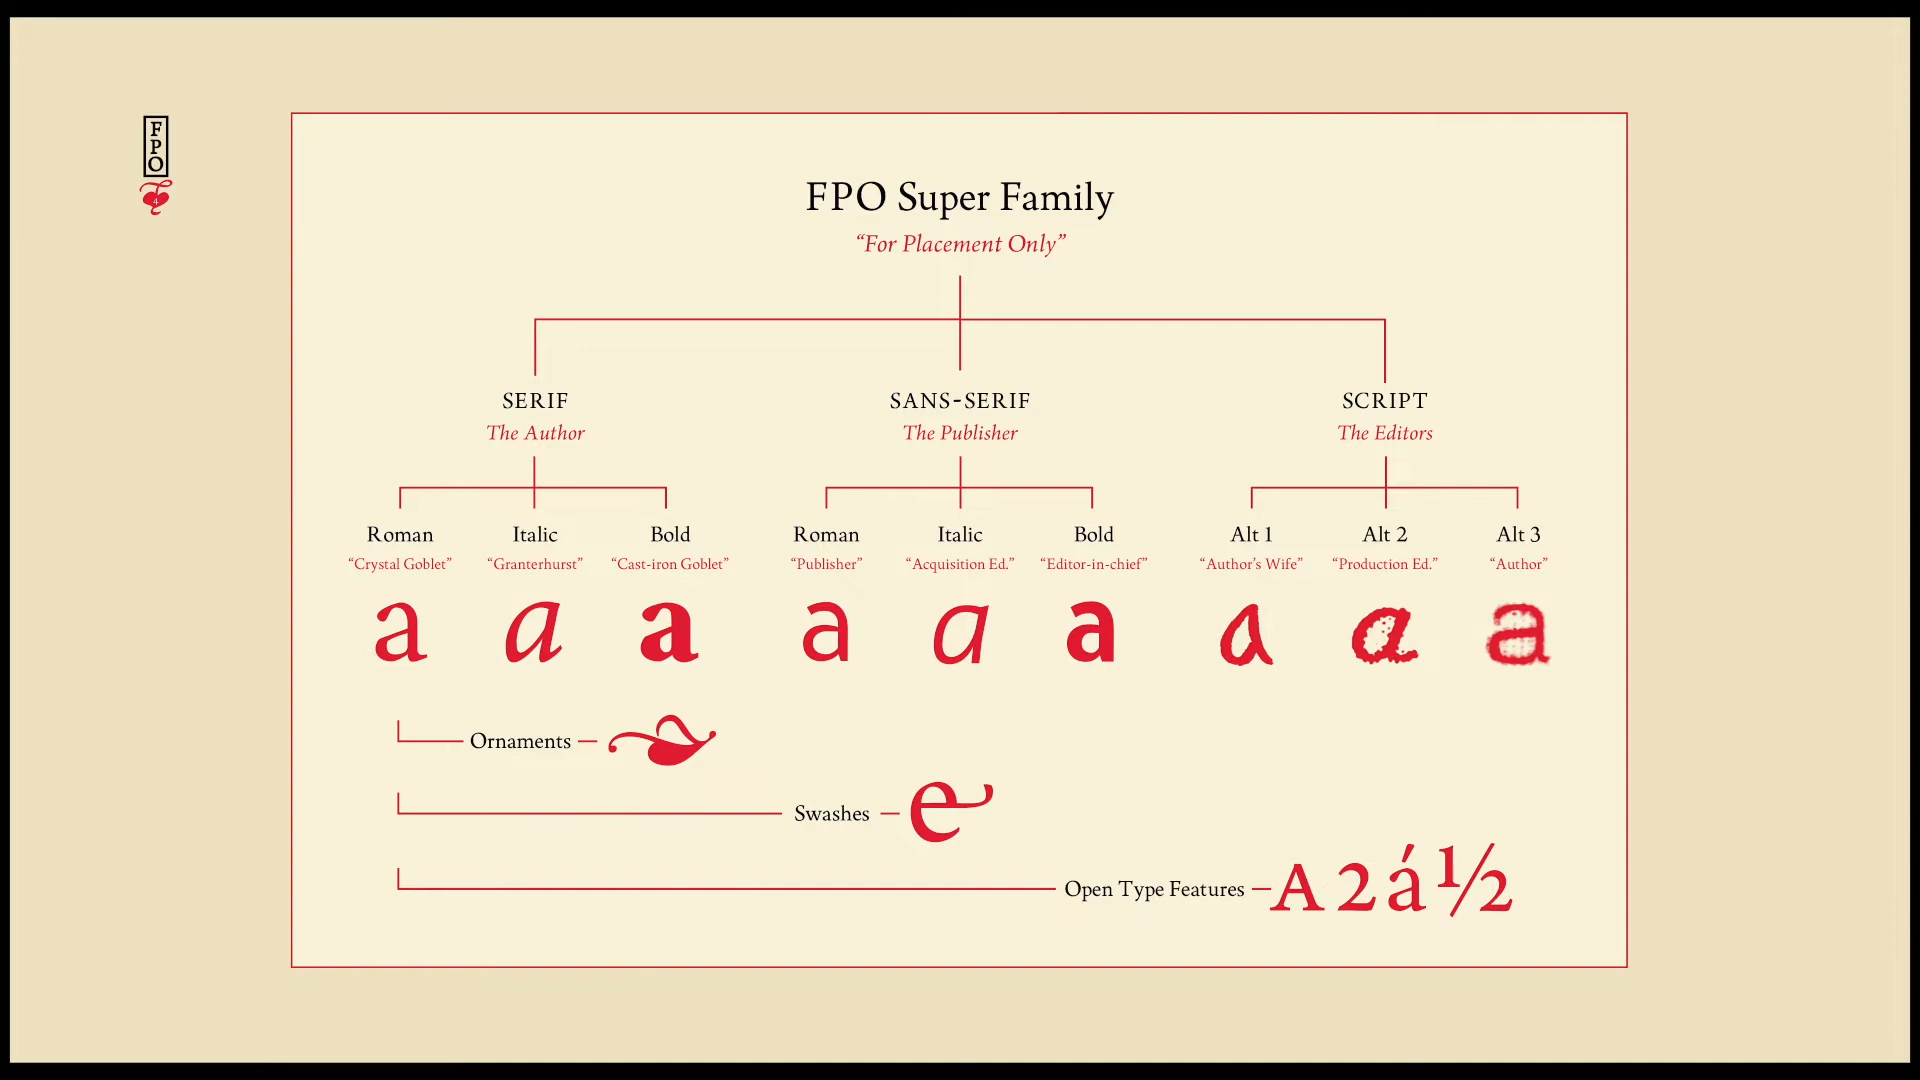 F
P
O
4
FPO Super Family
“For Placement Only”
SERIF
The Author
SANS-SERIF
The Publisher
SCRIPT
The Editors
Roman Italic Bold
“Crystal Goblet” “Granterhurst” “Cast-iron Goblet”
a a a
Roman Italic Bold
“Publisher” “Acquisition Ed.” “Editor-in-chief”
a a a
Alt 1 Alt 2 Alt 3
“Author’s Wife” “Production Ed.” “Author”
a a a
Ornaments
Swashes e
Open Type Features A 2 á ½